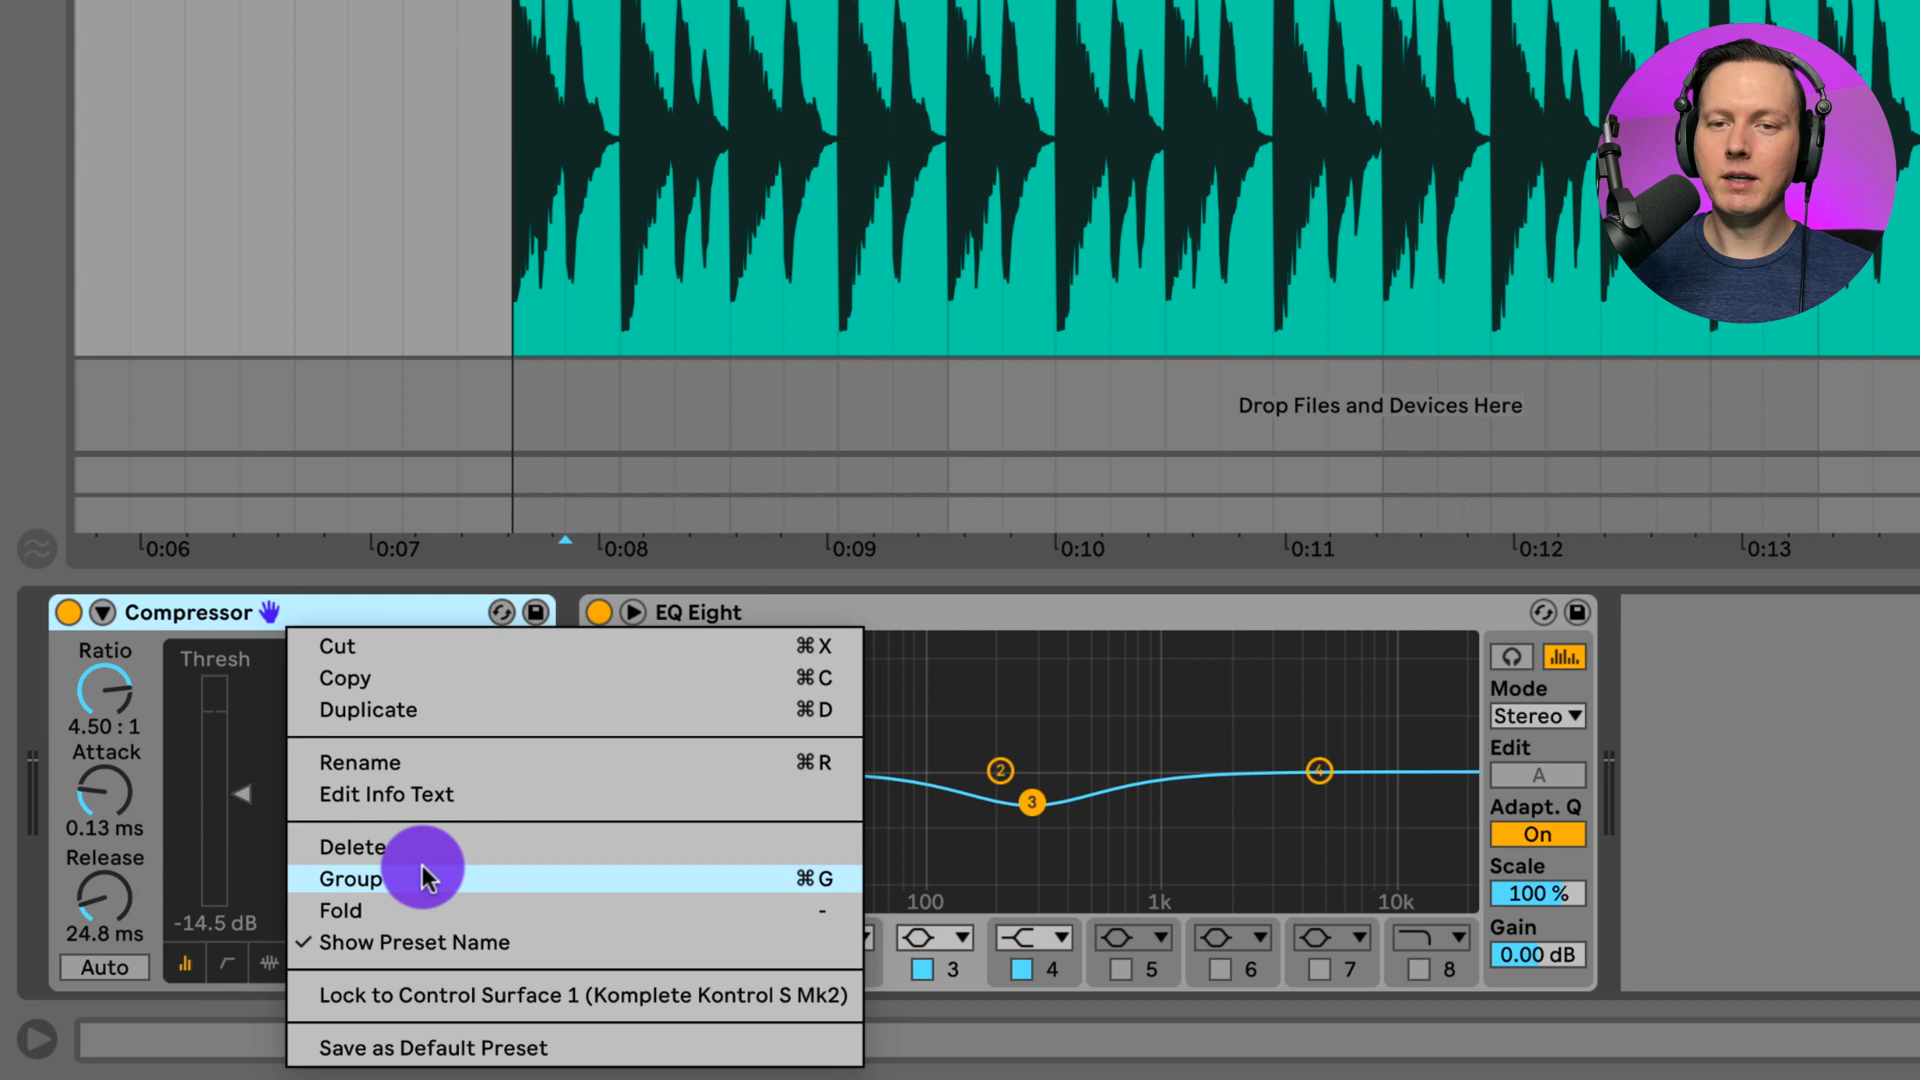 Drop Files and Devices Here
0:06
0:07
0:08
0:09
0:10
0:11
0:12
0:13
Compressor
EQ Eight
Ratio
4.50 : 1
Attack
0.13 ms
Release
24.8 ms
Auto
Thresh
-14.5 dB
Cut ⌘X
Copy ⌘C
Duplicate ⌘D
Rename ⌘R
Edit Info Text
Delete
Group ⌘G
Fold -
✓ Show Preset Name
Lock to Control Surface 1 (Komplete Kontrol S Mk2)
Save as Default Preset
2
3
4
100
1k
10k
3
4
5
6
7
8
Mode
Stereo
Edit
A
Adapt. Q
On
Scale
100 %
Gain
0.00 dB